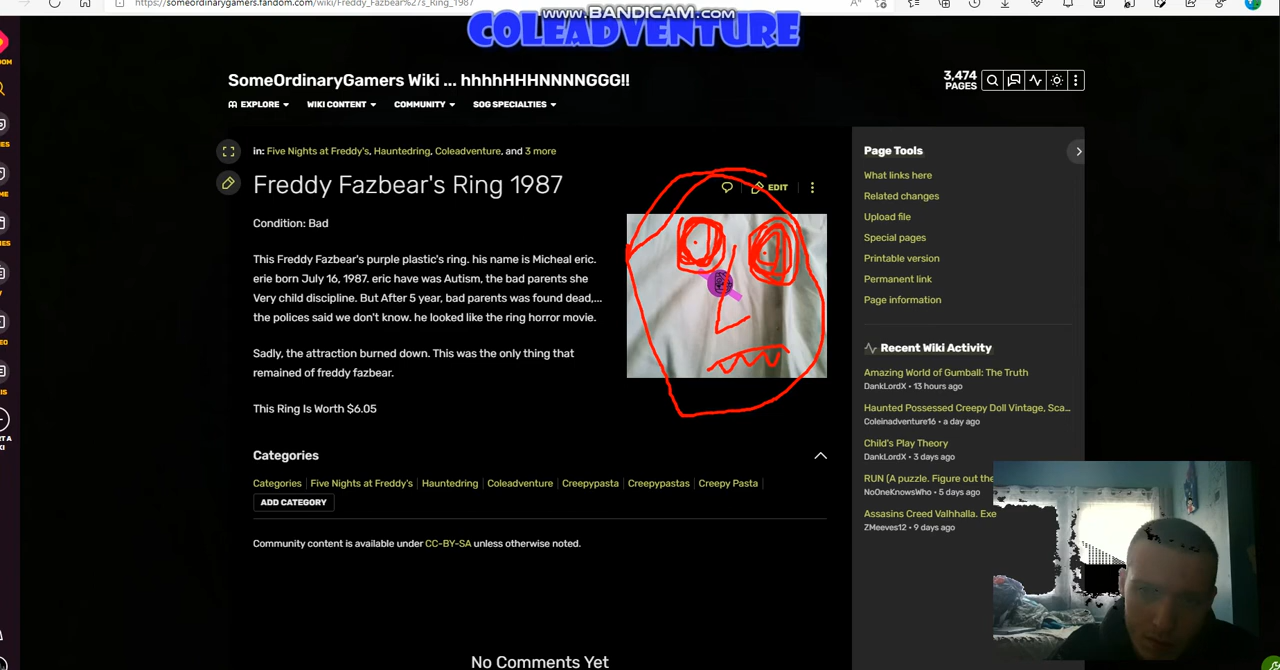 https://someordinarygamers.fandom.com/wiki/Freddy_Fazbear%27s_Ring_1987
www.BANDICAM.com
COLEADVENTURE
SomeOrdinaryGamers Wiki ... hhhhHHHNNNNGGG!!
3,474
PAGES
EXPLORE
WIKI CONTENT
COMMUNITY
SOG SPECIALTIES
in: Five Nights at Freddy's, Hauntedring, Coleadventure, and 3 more
Freddy Fazbear's Ring 1987
EDIT
Condition: Bad
This Freddy Fazbear's purple plastic's ring. his name is Micheal eric.
erie born July 16, 1987. eric have was Autism, the bad parents she
Very child discipline. But After 5 year, bad parents was found dead,...
the polices said we don't know. he looked like the ring horror movie.
Sadly, the attraction burned down. This was the only thing that
remained of freddy fazbear.
This Ring Is Worth $6.05
Categories
Categories
Five Nights at Freddy's
Hauntedring
Coleadventure
Creepypasta
Creepypastas
Creepy Pasta
ADD CATEGORY
Community content is available under CC-BY-SA unless otherwise noted.
No Comments Yet
Page Tools
What links here
Related changes
Upload file
Special pages
Printable version
Permanent link
Page information
Recent Wiki Activity
Amazing World of Gumball: The Truth
DankLordX • 13 hours ago
Haunted Possessed Creepy Doll Vintage, Sca...
Coleinadventure16 • a day ago
Child's Play Theory
DankLordX • 3 days ago
RUN (A puzzle. Figure out the
NoOneKnowsWho • 5 days ago
Assasins Creed Valhhalla. Exe
ZMeeves12 • 9 days ago